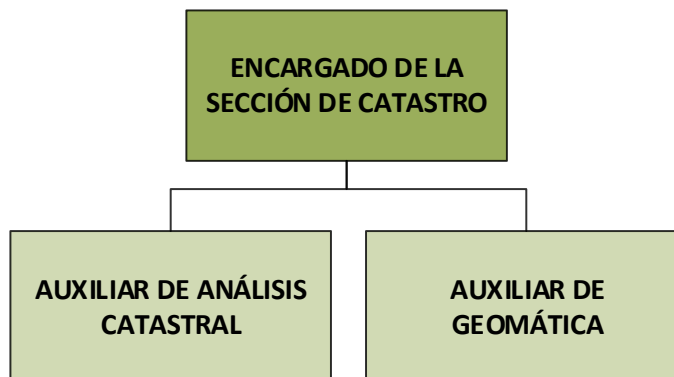 ENCARGADO DE LA
SECCIÓN DE CATASTRO
AUXILIAR DE ANÁLISIS
CATASTRAL
AUXILIAR DE
GEOMÁTICA